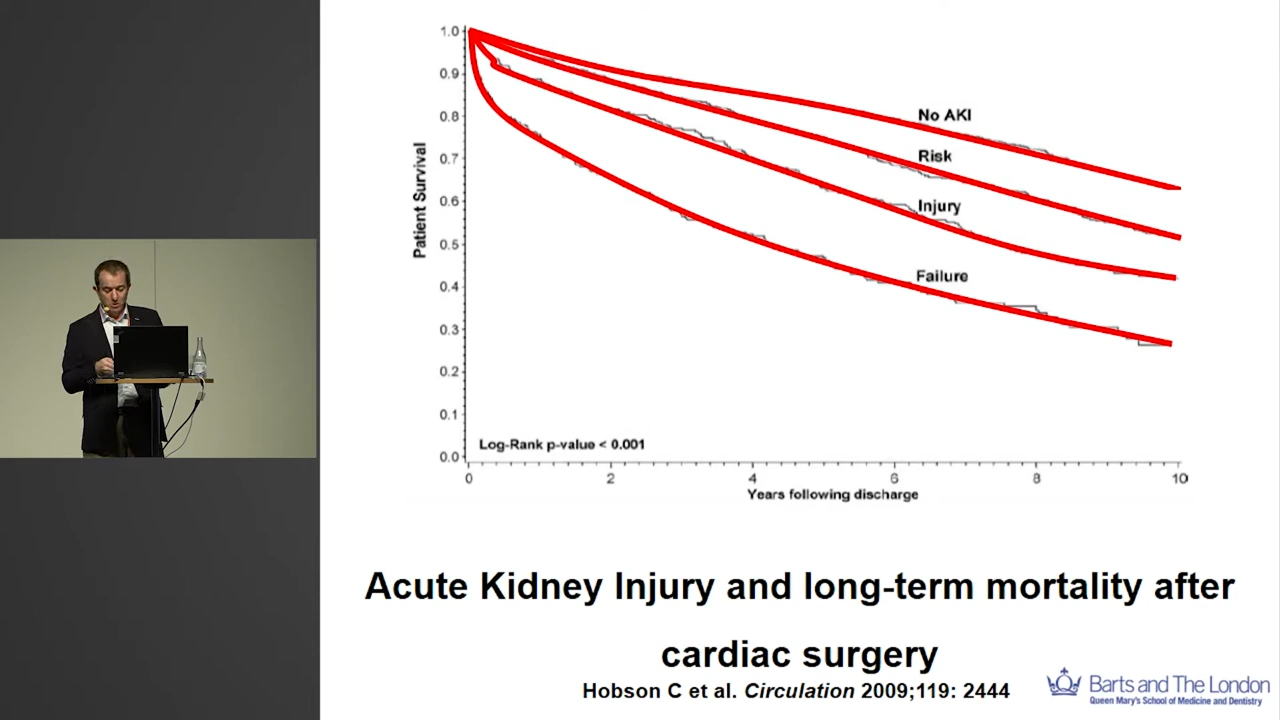 1.0
0.9
0.8
0.7
0.6
0.5
0.4
0.3
0.2
0.1
0.0
Patient Survival
No AKI
Risk
Injury
Failure
Log-Rank p-value < 0.001
0 2 4 6 8 10
Years following discharge
Acute Kidney Injury and long-term mortality after
cardiac surgery
Hobson C et al. Circulation 2009;119: 2444
Barts and The London
Queen Mary's School of Medicine and Dentistry